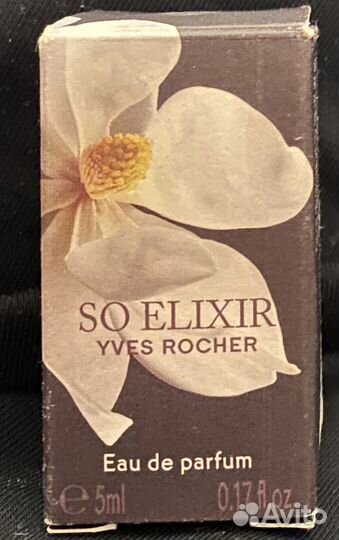 SO ELIXIR
YVES ROCHER
Eau de parfum
℮ 5ml 0.17 fl.oz
Avito